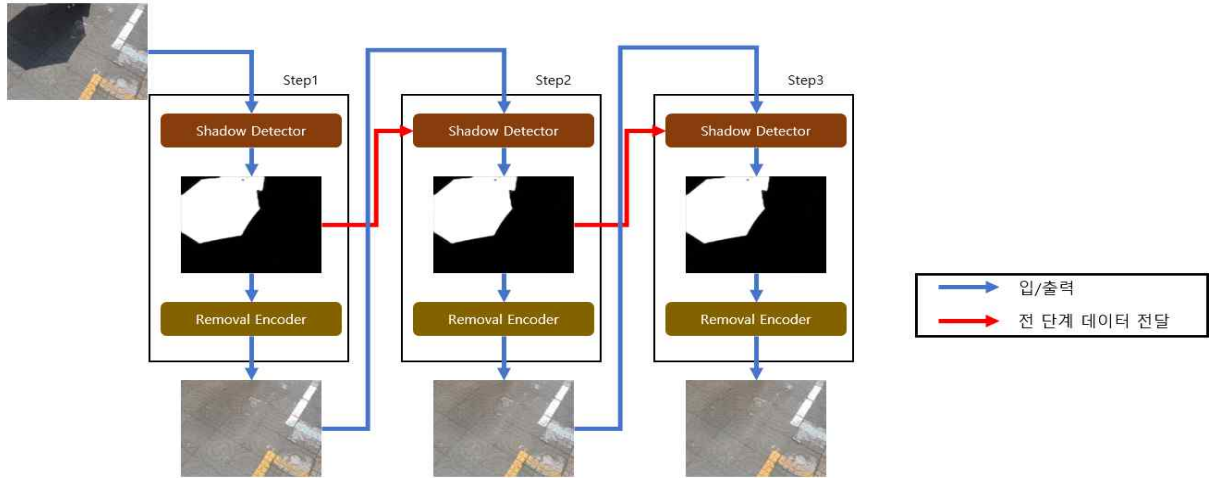 Step1
Step2
Step3
Shadow Detector
Shadow Detector
Shadow Detector
Removal Encoder
Removal Encoder
Removal Encoder
입/출력
전 단계 데이터 전달